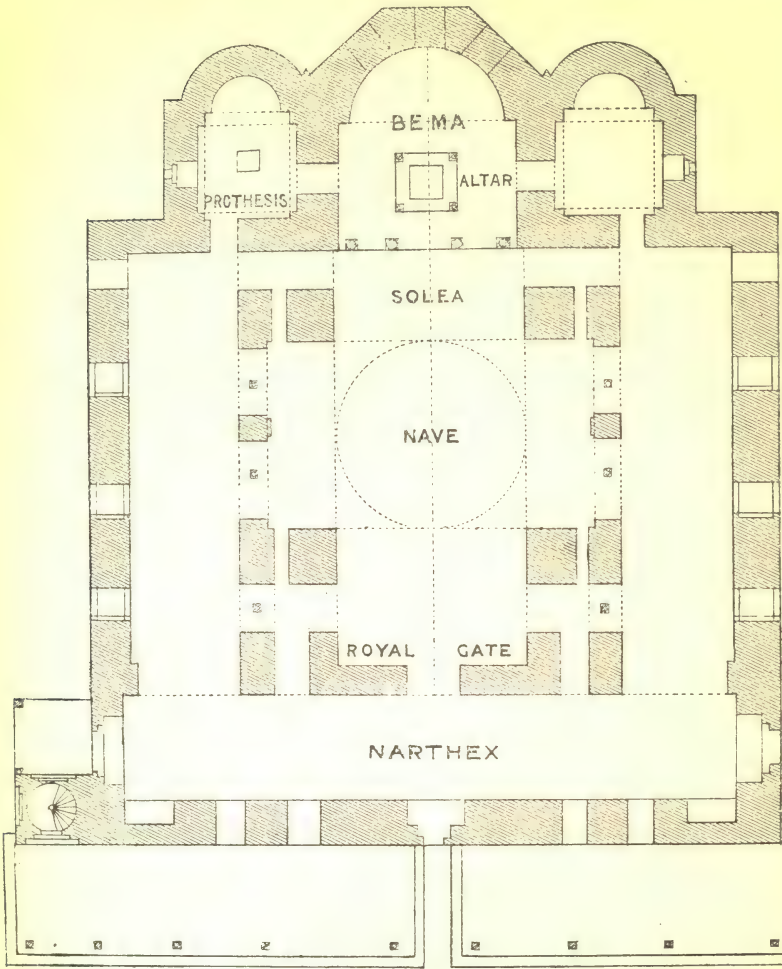 BEMA
ALTAR
PROTHESIS
SOLEA
NAVE
ROYAL GATE
NARTHEX